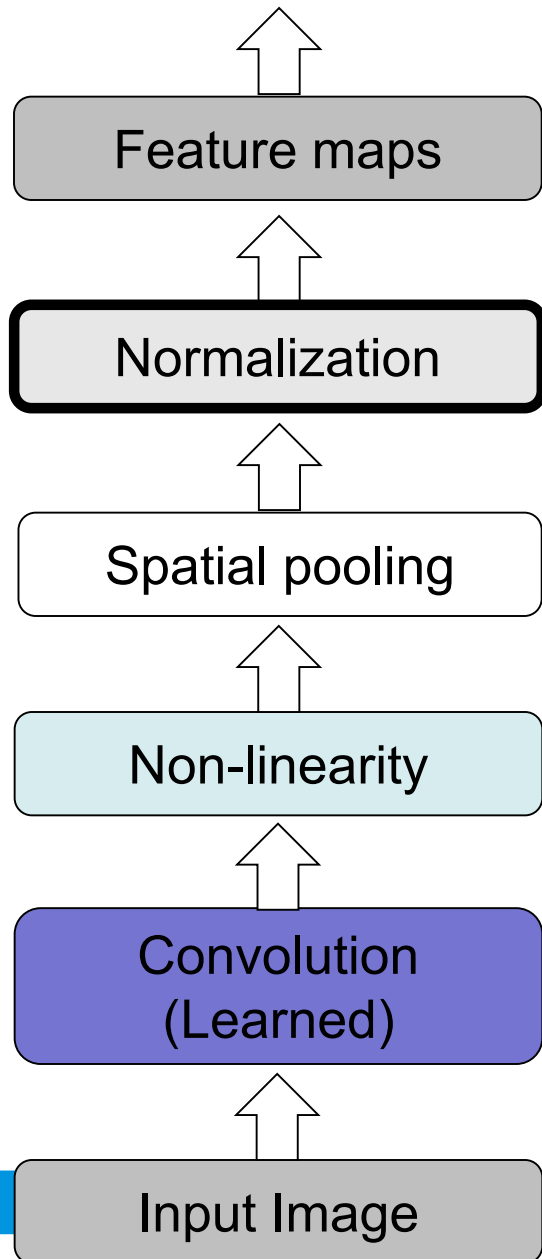 Feature maps
Normalization
Spatial pooling
Non-linearity
Convolution
(Learned)
Input Image